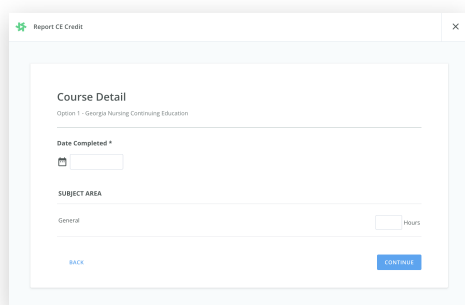 Report CE Credit
Course Detail
Option 1 - Georgia Nursing Continuing Education
Date Completed *
SUBJECT AREA
General
Hours
BACK
CONTINUE